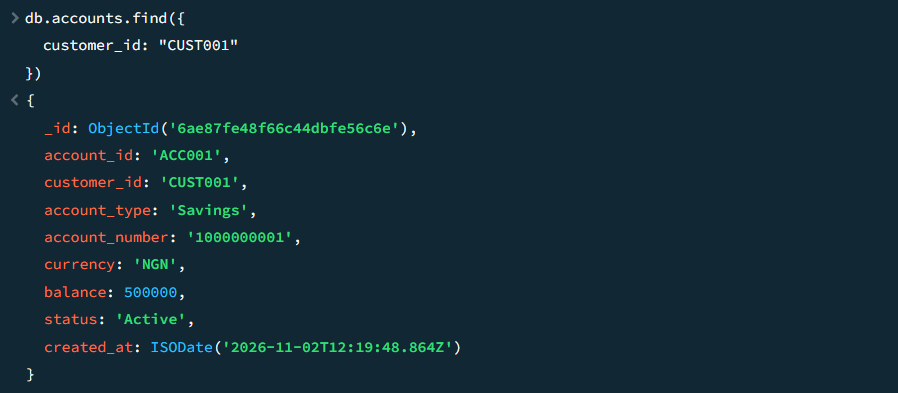 > db.accounts.find({
customer_id: "CUST001"
})
< {
_id: ObjectId('6ae87fe48f66c44dbfe56c6e'),
account_id: 'ACC001',
customer_id: 'CUST001',
account_type: 'Savings',
account_number: '1000000001',
currency: 'NGN',
balance: 500000,
status: 'Active',
created_at: ISODate('2026-11-02T12:19:48.864Z')
}